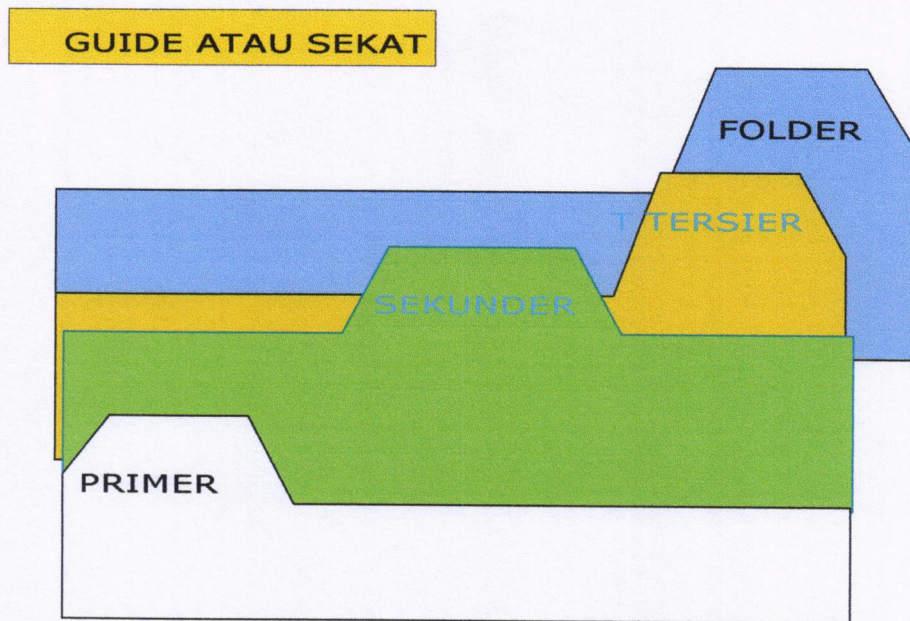 GUIDE ATAU SEKAT
FOLDER
T TERSIER
SEKUNDER
PRIMER